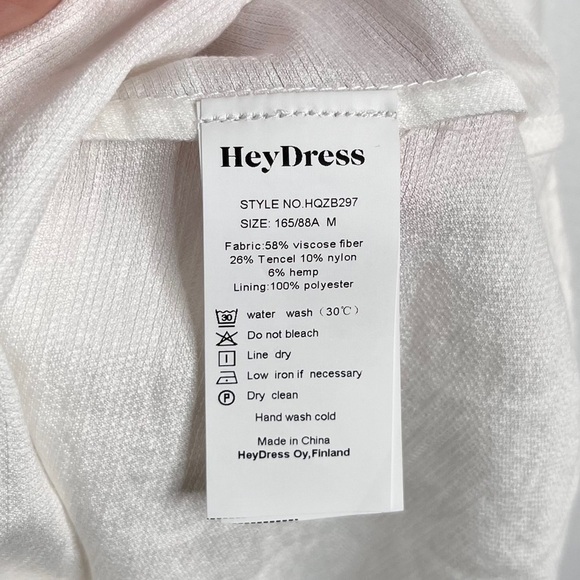 HeyDress
STYLE NO.HQZB297
SIZE: 165/88A M
Fabric:58% viscose fiber
26% Tencel 10% nylon
6% hemp
Lining:100% polyester
30 water wash (30℃)
Do not bleach
Line dry
Low iron if necessary
P Dry clean
Hand wash cold
Made in China
HeyDress Oy,Finland